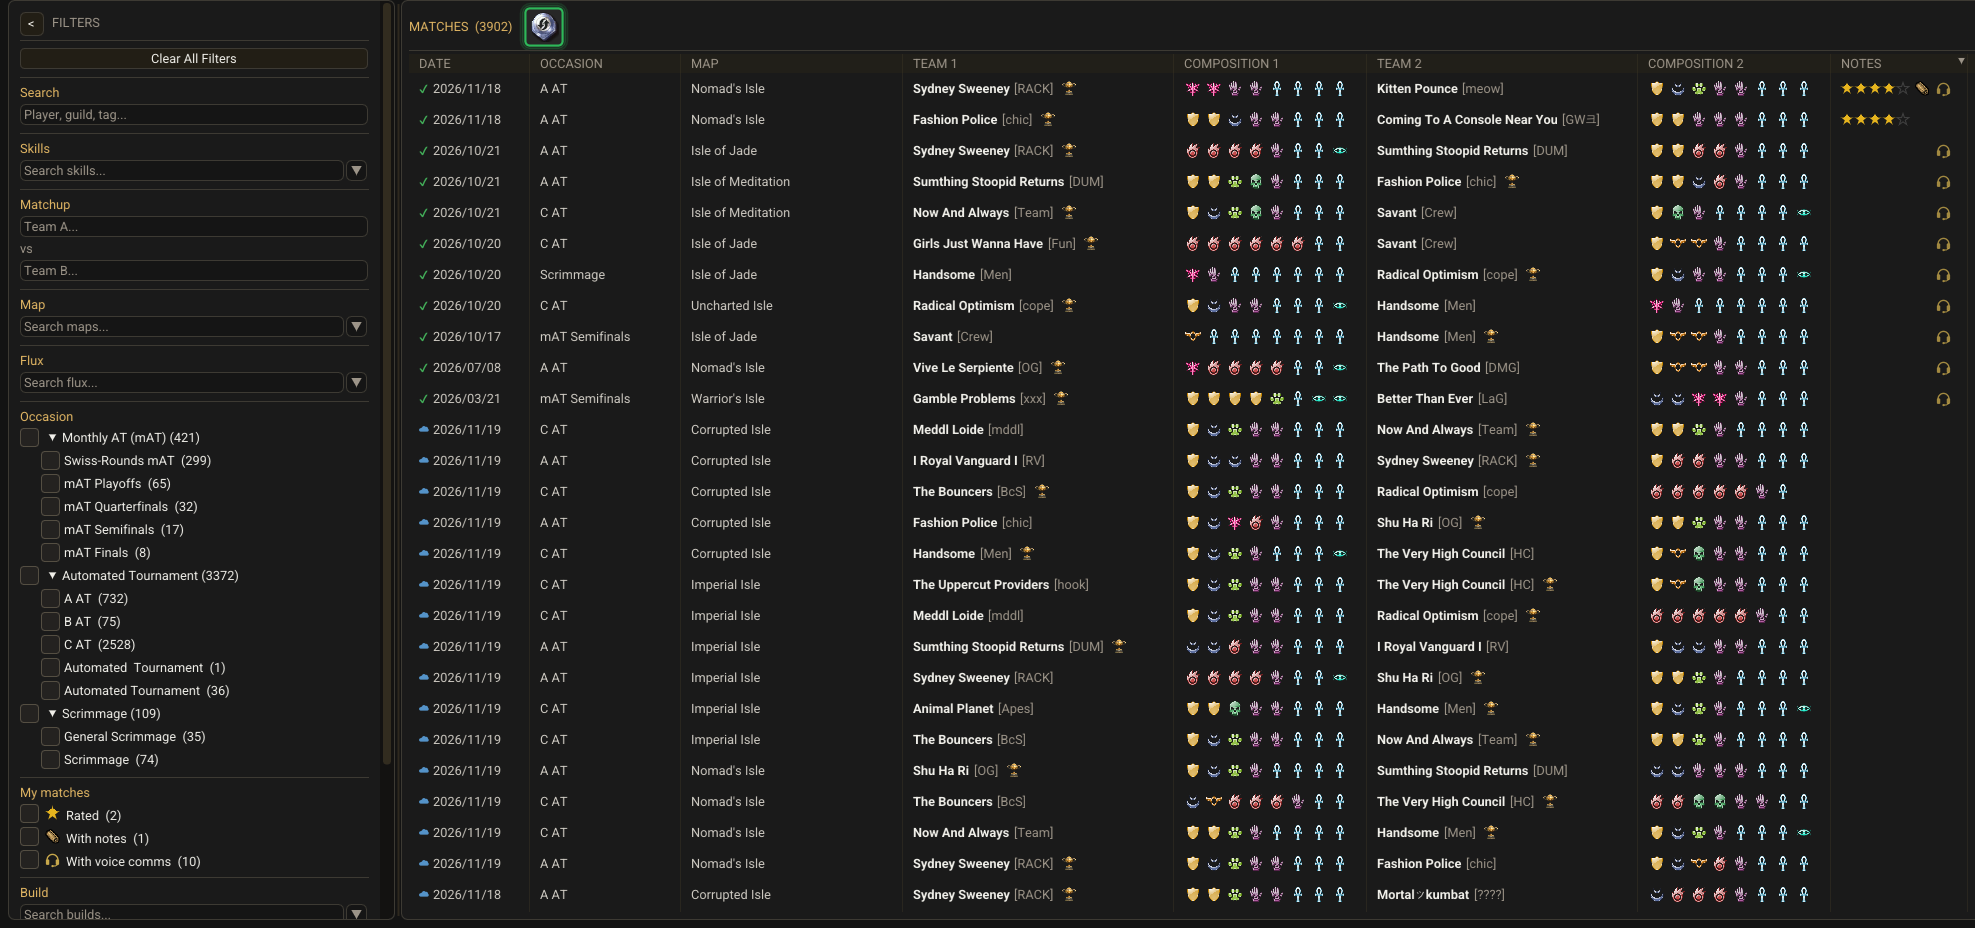 < FILTERS
Clear All Filters
Search
Player, guild, tag...
Skills
Search skills...
Matchup
Team A...
vs
Team B...
Map
Search maps...
Flux
Search flux...
Occasion
Monthly AT (mAT) (421)
Swiss-Rounds mAT (299)
mAT Playoffs (65)
mAT Quarterfinals (32)
mAT Semifinals (17)
mAT Finals (8)
Automated Tournament (3372)
A AT (732)
B AT (75)
C AT (2528)
Automated Tournament (1)
Automated Tournament (36)
Scrimmage (109)
General Scrimmage (35)
Scrimmage (74)
My matches
Rated (2)
With notes (1)
With voice comms (10)
Build
Search builds...
MATCHES (3902)
DATE OCCASION MAP TEAM 1 COMPOSITION 1 TEAM 2 COMPOSITION 2 NOTES
2026/11/18 A AT Nomad's Isle Sydney Sweeney [RACK] Kitten Pounce [meow]
2026/11/18 A AT Nomad's Isle Fashion Police [chic] Coming To A Console Near You [GWヨ]
2026/10/21 A AT Isle of Jade Sydney Sweeney [RACK] Sumthing Stoopid Returns [DUM]
2026/10/21 A AT Isle of Meditation Sumthing Stoopid Returns [DUM] Fashion Police [chic]
2026/10/21 C AT Isle of Meditation Now And Always [Team] Savant [Crew]
2026/10/20 C AT Isle of Jade Girls Just Wanna Have [Fun] Savant [Crew]
2026/10/20 Scrimmage Isle of Jade Handsome [Men] Radical Optimism [cope]
2026/10/20 C AT Uncharted Isle Radical Optimism [cope] Handsome [Men]
2026/10/17 mAT Semifinals Isle of Jade Savant [Crew] Handsome [Men]
2026/07/08 A AT Nomad's Isle Vive Le Serpiente [OG] The Path To Good [DMG]
2026/03/21 mAT Semifinals Warrior's Isle Gamble Problems [xxx] Better Than Ever [LaG]
2026/11/19 C AT Corrupted Isle Meddl Loide [mddl] Now And Always [Team]
2026/11/19 A AT Corrupted Isle I Royal Vanguard I [RV] Sydney Sweeney [RACK]
2026/11/19 C AT Corrupted Isle The Bouncers [BcS] Radical Optimism [cope]
2026/11/19 A AT Corrupted Isle Fashion Police [chic] Shu Ha Ri [OG]
2026/11/19 C AT Corrupted Isle Handsome [Men] The Very High Council [HC]
2026/11/19 C AT Imperial Isle The Uppercut Providers [hook] The Very High Council [HC]
2026/11/19 C AT Imperial Isle Meddl Loide [mddl] Radical Optimism [cope]
2026/11/19 A AT Imperial Isle Sumthing Stoopid Returns [DUM] I Royal Vanguard I [RV]
2026/11/19 A AT Imperial Isle Sydney Sweeney [RACK] Shu Ha Ri [OG]
2026/11/19 C AT Imperial Isle Animal Planet [Apes] Handsome [Men]
2026/11/19 C AT Imperial Isle The Bouncers [BcS] Now And Always [Team]
2026/11/19 A AT Nomad's Isle Shu Ha Ri [OG] Sumthing Stoopid Returns [DUM]
2026/11/19 C AT Nomad's Isle The Bouncers [BcS] The Very High Council [HC]
2026/11/19 C AT Nomad's Isle Now And Always [Team] Handsome [Men]
2026/11/19 A AT Nomad's Isle Sydney Sweeney [RACK] Fashion Police [chic]
2026/11/18 A AT Corrupted Isle Sydney Sweeney [RACK] Mortalッkumbat [????]